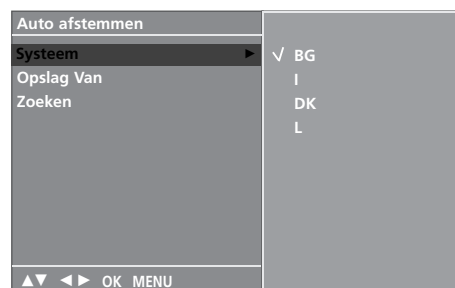 Auto afstemmen
Systeem ▶ √ BG
Opslag Van I
Zoeken DK
L
▲▼ ◀▶ OK MENU